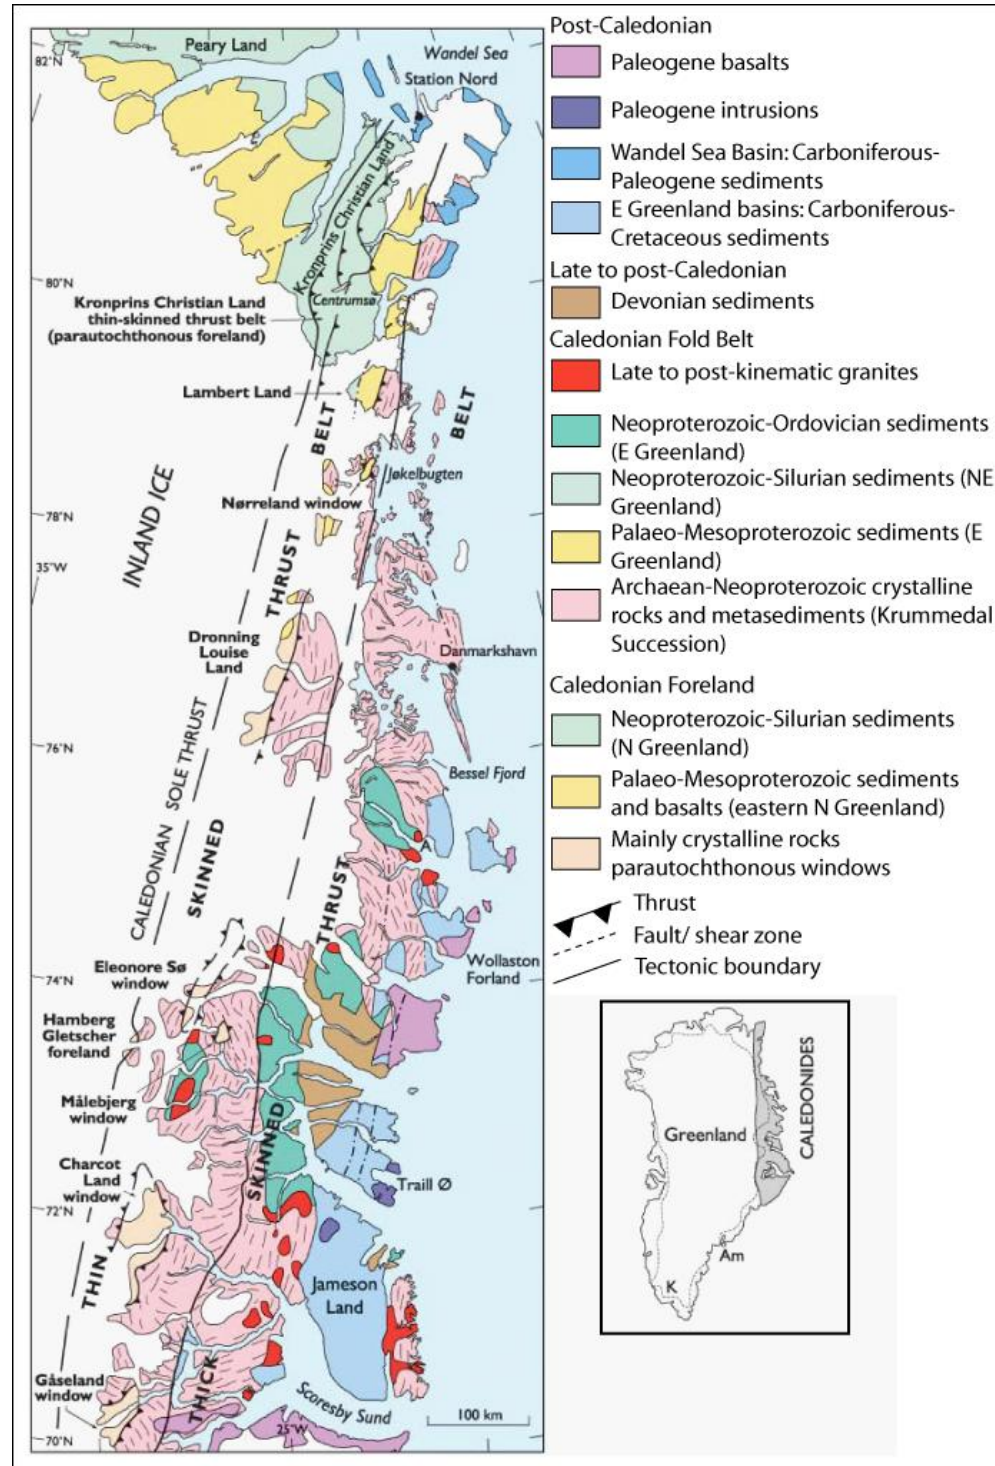 Peary Land
82°N
Wandel Sea
Station Nord
Kronprins Christian Land
80°N
Centrumsø
Kronprins Christian Land
thin-skinned thrust belt
(parautochthonous foreland)
Lambert Land
BELT
BELT
INLAND ICE
Jøkelbugten
Nørreland window
78°N
35°W
THRUST
Dronning
Louise
Land
Danmarkshavn
CALEDONIAN SOLE THRUST
76°N
Bessel Fjord
A
SKINNED
THRUST
Eleonore Sø
window
74°N
Wollaston
Forland
Hamberg
Gletscher
foreland
Målebjerg
window
SKINNED
Charcot
Land
window
Traill Ø
72°N
THIN
Jameson
Land
THICK
Gåseland
window
Scoresby Sund
100 km
25°W
70°N
Post-Caledonian
Paleogene basalts
Paleogene intrusions
Wandel Sea Basin: Carboniferous-
Paleogene sediments
E Greenland basins: Carboniferous-
Cretaceous sediments
Late to post-Caledonian
Devonian sediments
Caledonian Fold Belt
Late to post-kinematic granites
Neoproterozoic-Ordovician sediments
(E Greenland)
Neoproterozoic-Silurian sediments (NE
Greenland)
Palaeo-Mesoproterozoic sediments (E
Greenland)
Archaean-Neoproterozoic crystalline
rocks and metasediments (Krummedal
Succession)
Caledonian Foreland
Neoproterozoic-Silurian sediments
(N Greenland)
Palaeo-Mesoproterozoic sediments
and basalts (eastern N Greenland)
Mainly crystalline rocks
parautochthonous windows
Thrust
Fault/ shear zone
Tectonic boundary
Greenland
CALEDONIDES
Am
K